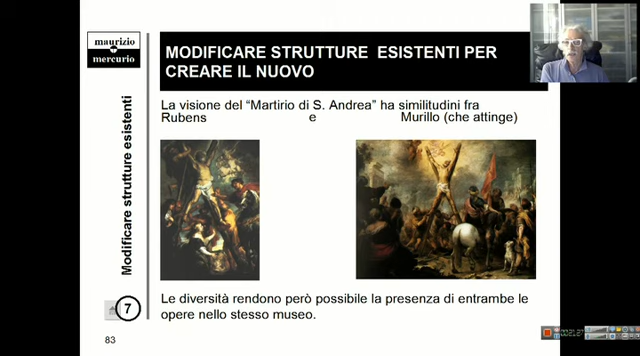 maurizio
mercurio
MODIFICARE STRUTTURE ESISTENTI PER
CREARE IL NUOVO
La visione del "Martirio di S. Andrea" ha similitudini fra
Rubens e Murillo (che attinge)
Modificare strutture esistenti
Le diversità rendono però possibile la presenza di entrambe le
opere nello stesso museo.
7
83